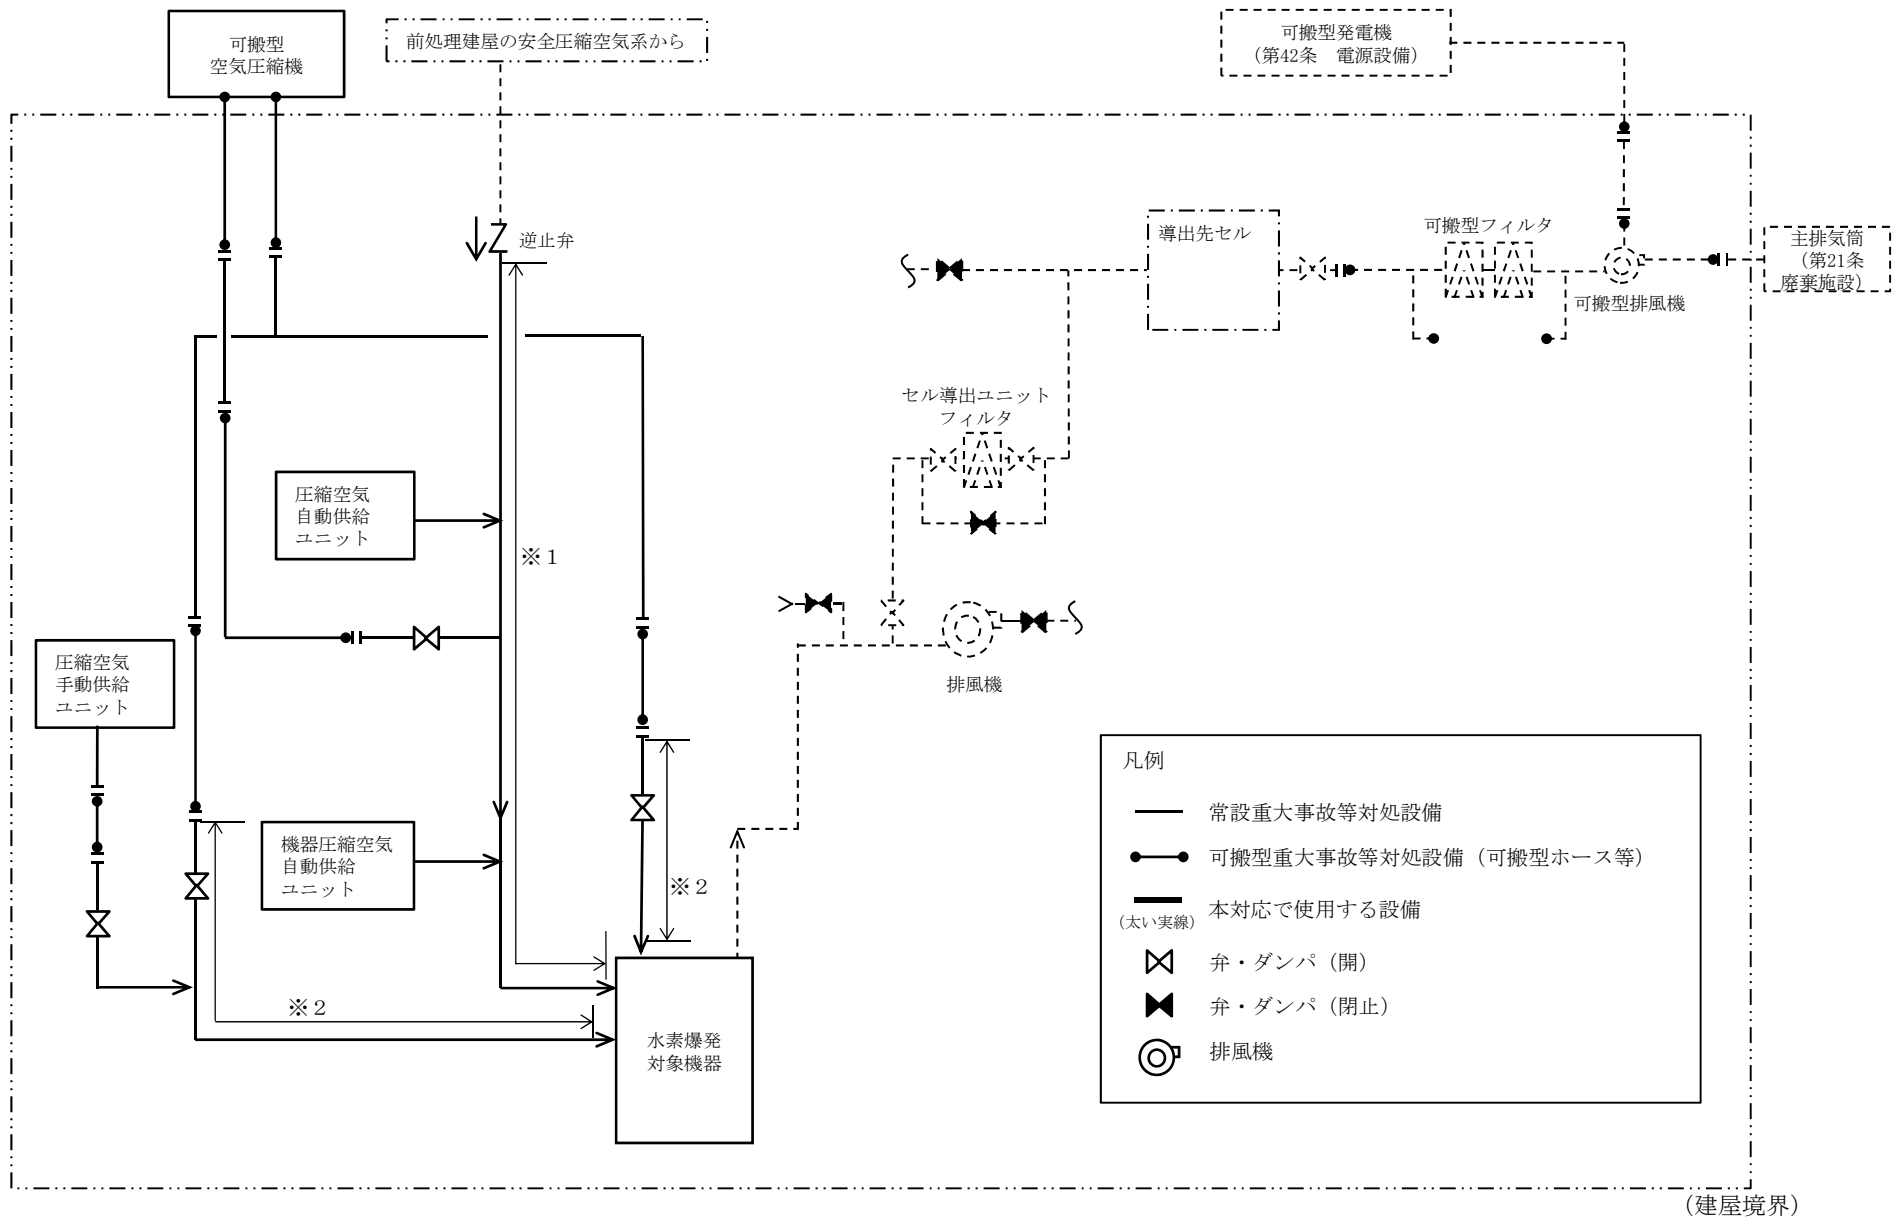 可搬型
空気圧縮機
前処理建屋の安全圧縮空気系から
可搬型発電機
（第42条　電源設備）
逆止弁
導出先セル
可搬型フィルタ
主排気筒
（第21条
廃棄施設）
可搬型排風機
セル導出ユニット
フィルタ
圧縮空気
自動供給
ユニット
※１
圧縮空気
手動供給
ユニット
排風機
機器圧縮空気
自動供給
ユニット
※２
※２
水素爆発
対象機器
凡例
常設重大事故等対処設備
可搬型重大事故等対処設備（可搬型ホース等）
本対応で使用する設備
（太い実線）
弁・ダンパ（開）
弁・ダンパ（閉止）
排風機
（建屋境界）